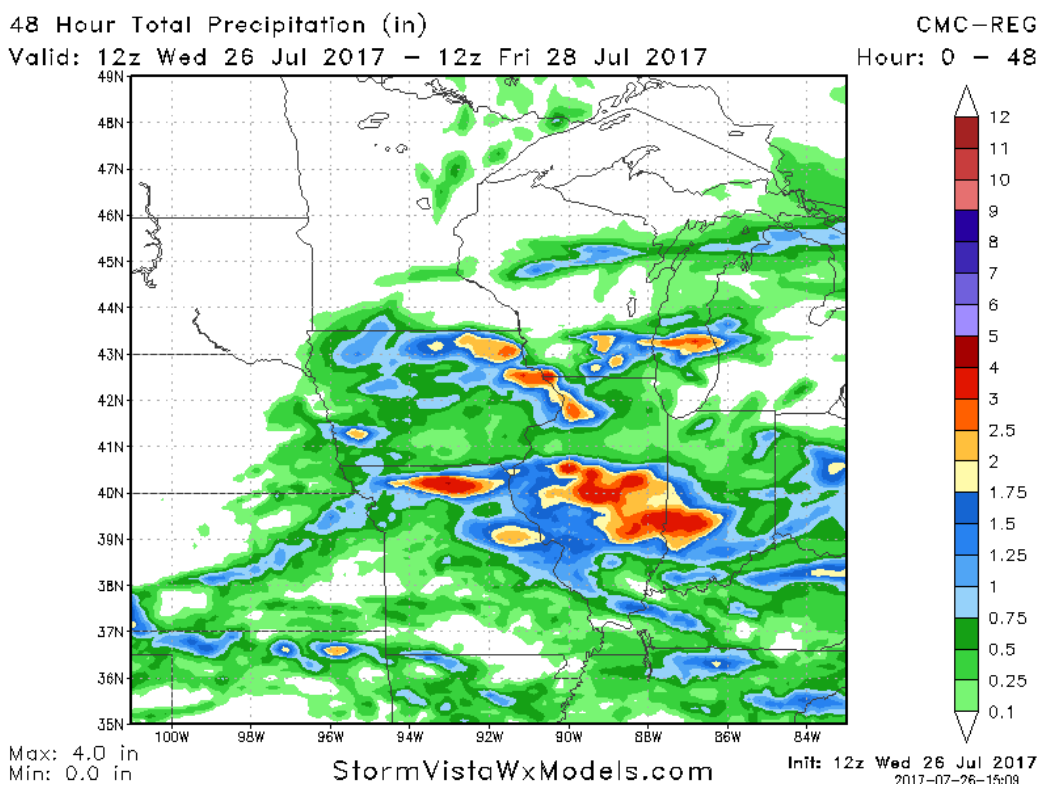 48 Hour Total Precipitation (in)
CMC-REG
Valid: 12z Wed 26 Jul 2017 - 12z Fri 28 Jul 2017
Hour: 0 - 48
49N
48N
47N
46N
45N
44N
43N
42N
41N
40N
39N
38N
37N
36N
35N
100W 98W 96W 94W 92W 90W 88W 86W 84W
12
11
10
9
8
7
6
5
4
3
2.5
2
1.75
1.5
1.25
1
0.75
0.5
0.25
0.1
Max: 4.0 in
Min: 0.0 in
StormVistaWxModels.com
Init: 12z Wed 26 Jul 2017
2017-07-26-15:09